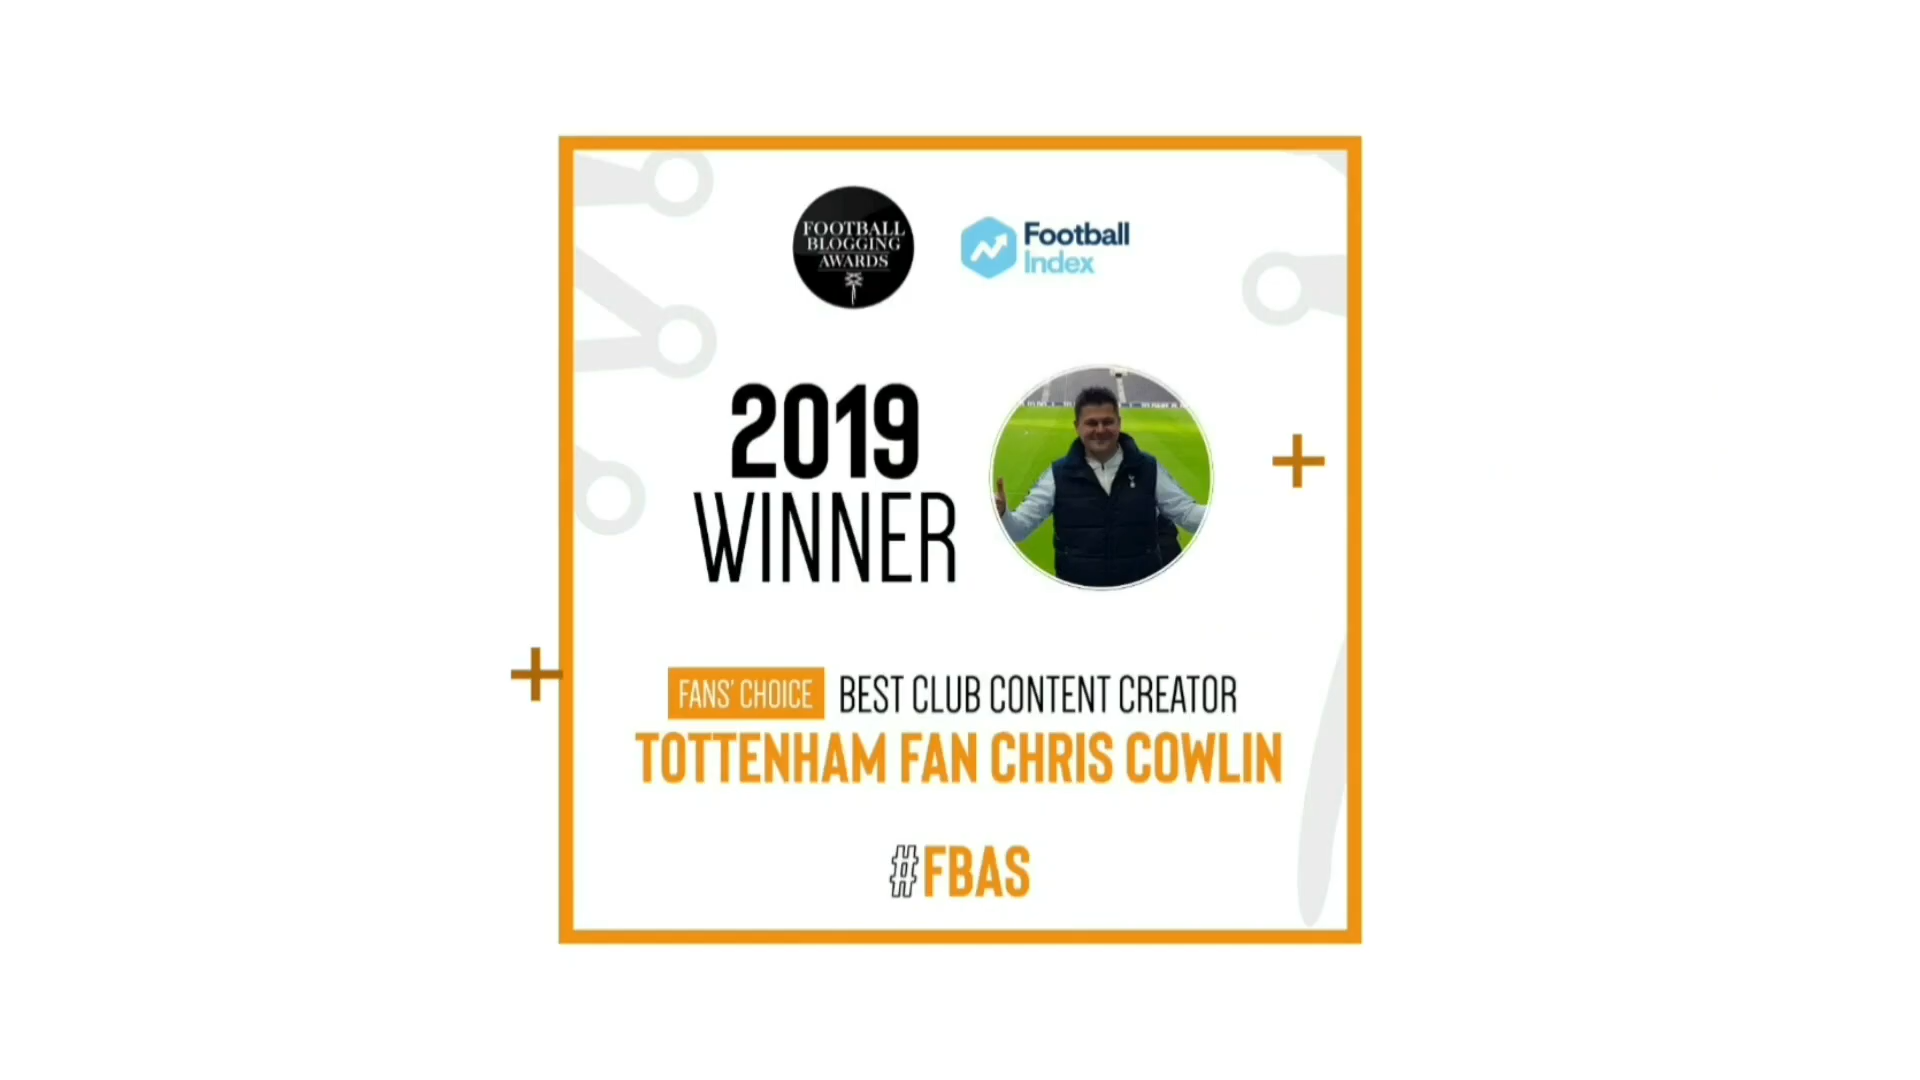 FOOTBALL
BLOGGING
AWARDS
Football
Index
2019
WINNER
FANS' CHOICE BEST CLUB CONTENT CREATOR
TOTTENHAM FAN CHRIS COWLIN
#FBAS